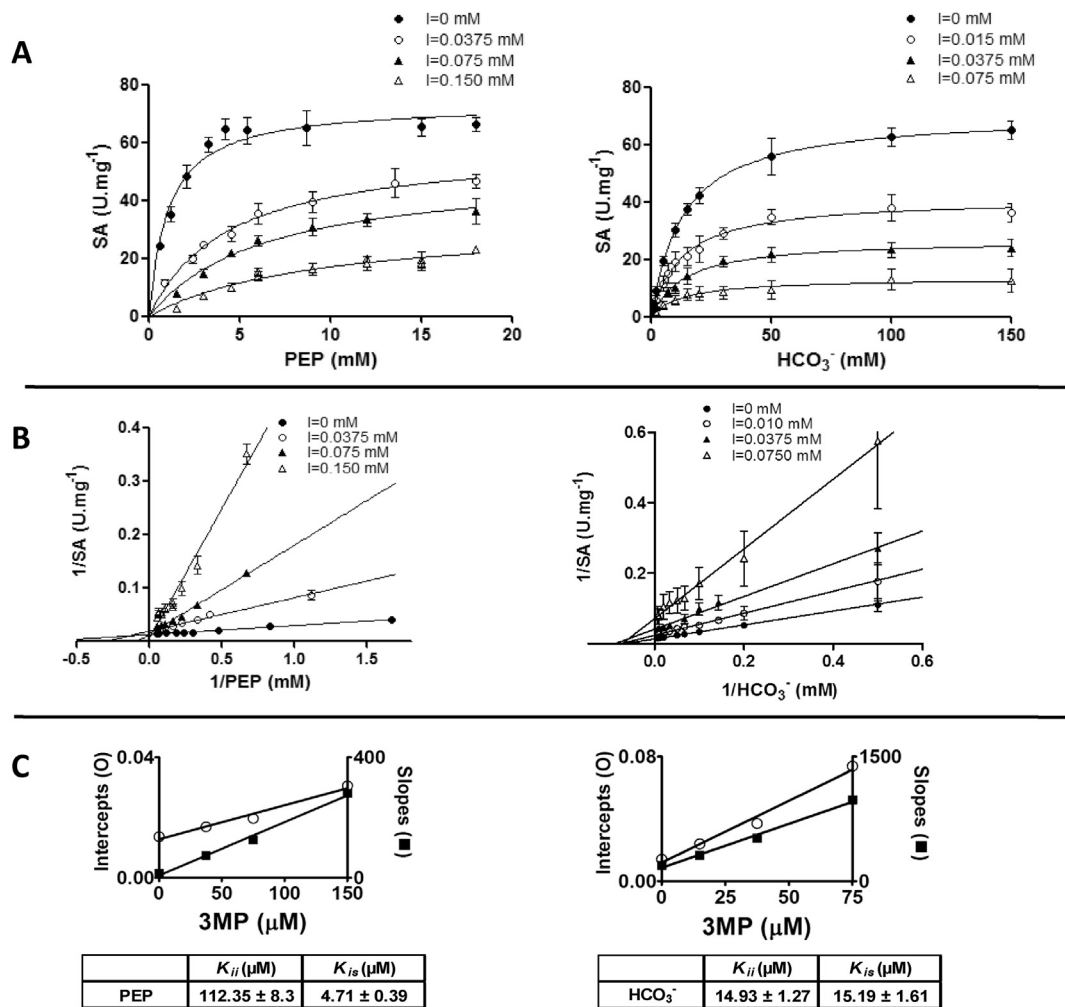 A
I=0 mM
I=0.0375 mM
I=0.075 mM
I=0.150 mM
80
60
40
20
0
SA (U.mg⁻¹)
0 5 10 15 20
PEP (mM)
I=0 mM
I=0.015 mM
I=0.0375 mM
I=0.075 mM
80
60
40
20
0
SA (U.mg⁻¹)
0 50 100 150
HCO₃⁻ (mM)
B
I=0 mM
I=0.0375 mM
I=0.075 mM
I=0.150 mM
0.4
0.3
0.2
0.1
1/SA (U.mg⁻¹)
-0.5 0.0 0.5 1.0 1.5
1/PEP (mM)
I=0 mM
I=0.010 mM
I=0.0375 mM
I=0.0750 mM
0.6
0.4
0.2
1/SA (U.mg⁻¹)
0.0 0.2 0.4 0.6
1/HCO₃⁻ (mM)
C
0.04
0.00
Intercepts (O)
400
0
Slopes (■)
0 50 100 150
3MP (µM)
0.08
0.00
Intercepts (O)
1500
0
Slopes (■)
0 25 50 75
3MP (µM)
Kii (µM) Kis (µM)
PEP 112.35 ± 8.3 4.71 ± 0.39
Kii (µM) Kis (µM)
HCO₃⁻ 14.93 ± 1.27 15.19 ± 1.61